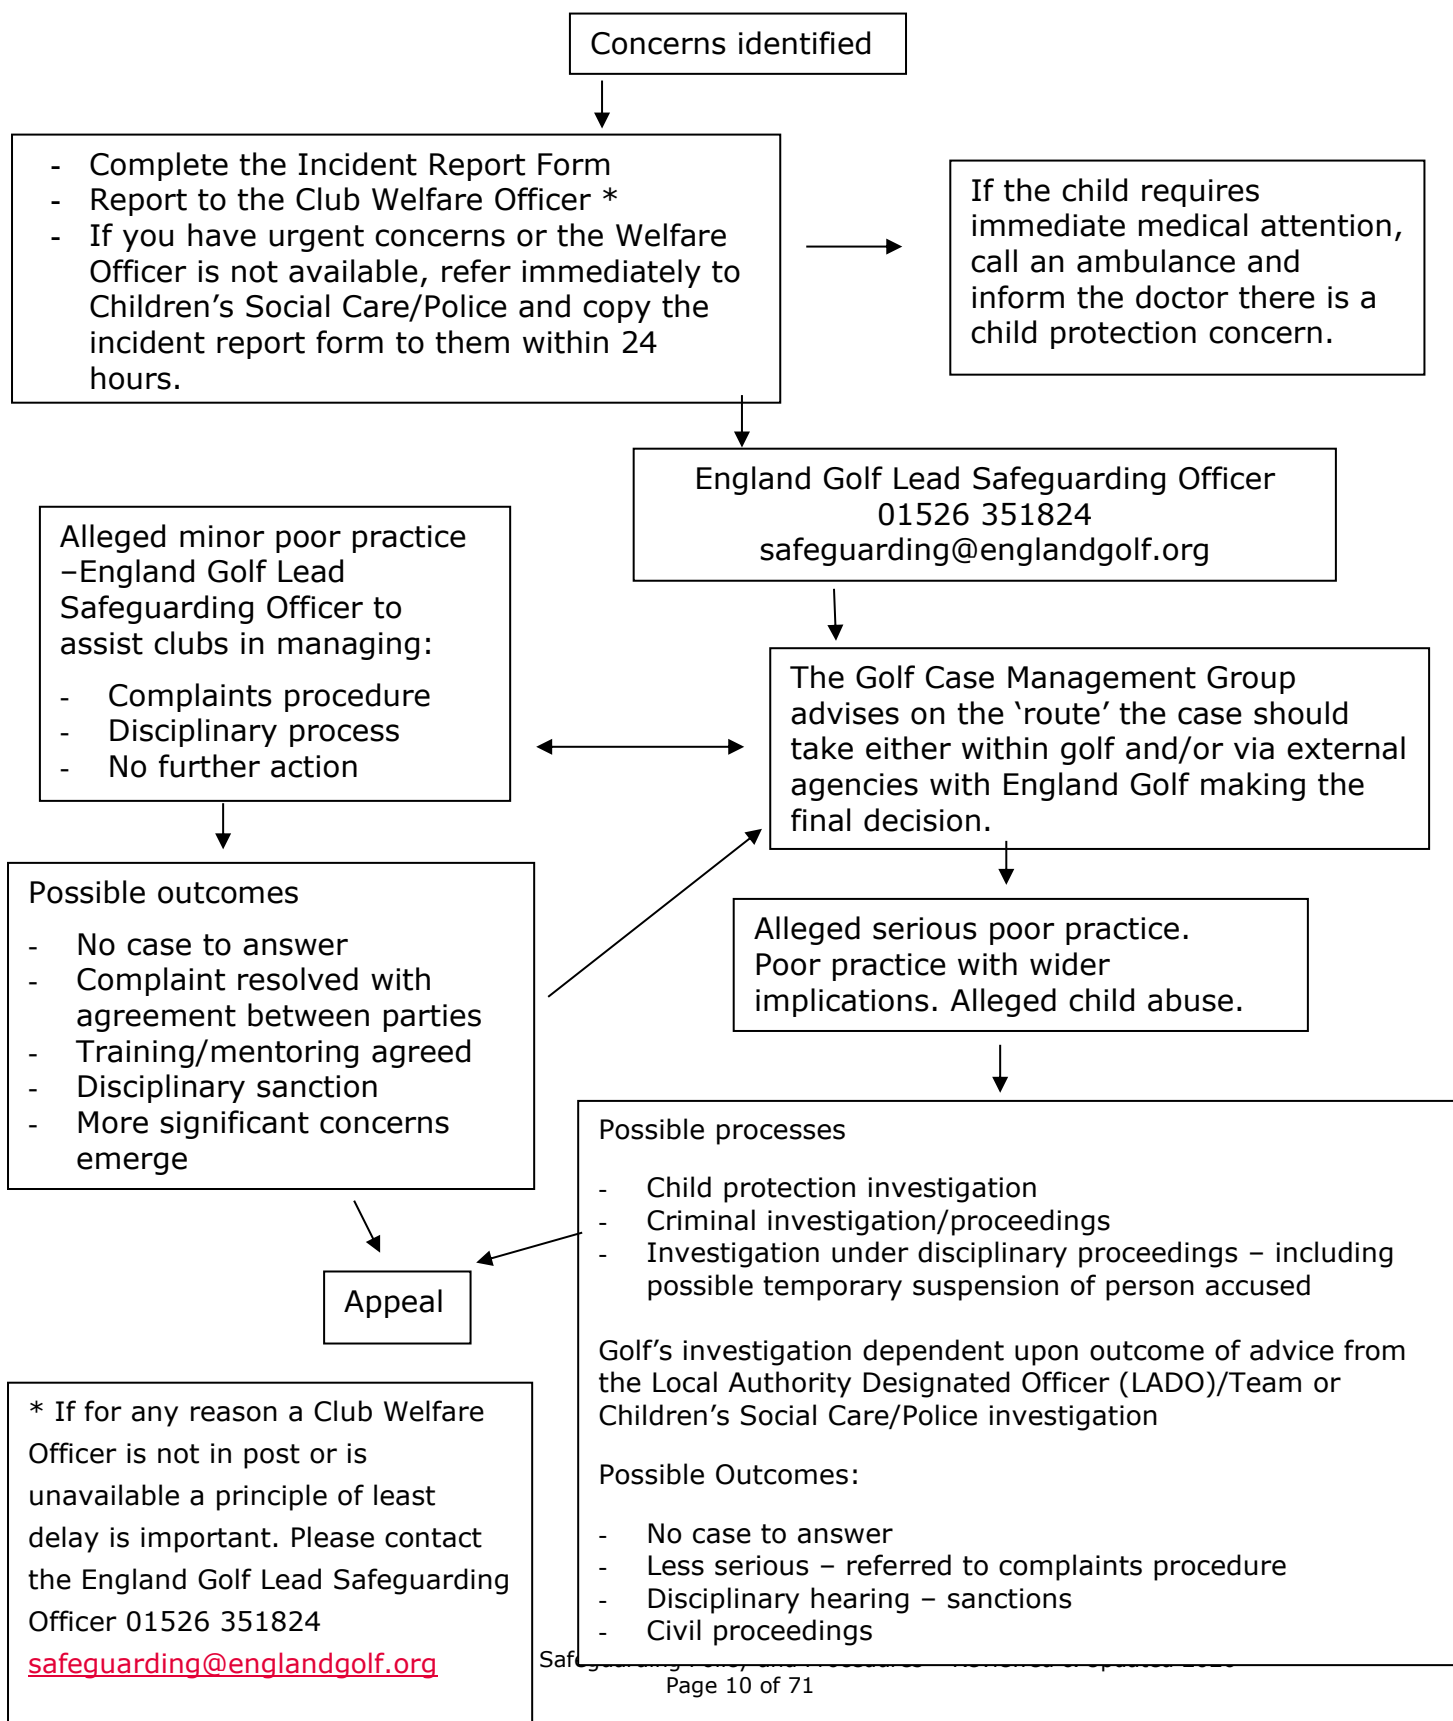 Concerns identified
- Complete the Incident Report Form
- Report to the Club Welfare Officer *
- If you have urgent concerns or the Welfare
Officer is not available, refer immediately to
Children’s Social Care/Police and copy the
incident report form to them within 24
hours.
If the child requires
immediate medical attention,
call an ambulance and
inform the doctor there is a
child protection concern.
England Golf Lead Safeguarding Officer
01526 351824
safeguarding@englandgolf.org
Alleged minor poor practice
–England Golf Lead
Safeguarding Officer to
assist clubs in managing:
- Complaints procedure
- Disciplinary process
- No further action
The Golf Case Management Group
advises on the ‘route’ the case should
take either within golf and/or via external
agencies with England Golf making the
final decision.
Possible outcomes
- No case to answer
- Complaint resolved with
agreement between parties
- Training/mentoring agreed
- Disciplinary sanction
- More significant concerns
emerge
Alleged serious poor practice.
Poor practice with wider
implications. Alleged child abuse.
Possible processes
- Child protection investigation
- Criminal investigation/proceedings
- Investigation under disciplinary proceedings – including
possible temporary suspension of person accused
Golf’s investigation dependent upon outcome of advice from
the Local Authority Designated Officer (LADO)/Team or
Children’s Social Care/Police investigation
Possible Outcomes:
- No case to answer
- Less serious – referred to complaints procedure
- Disciplinary hearing – sanctions
- Civil proceedings
Appeal
* If for any reason a Club Welfare
Officer is not in post or is
unavailable a principle of least
delay is important. Please contact
the England Golf Lead Safeguarding
Officer 01526 351824
safeguarding@englandgolf.org
Page 10 of 71